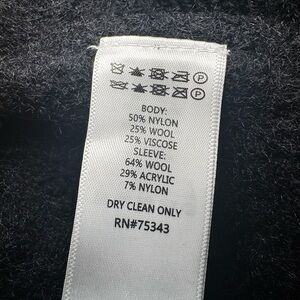 P
P
BODY:
50% NYLON
25% WOOL
25% VISCOSE
SLEEVE:
64% WOOL
29% ACRYLIC
7% NYLON
DRY CLEAN ONLY
RN#75343